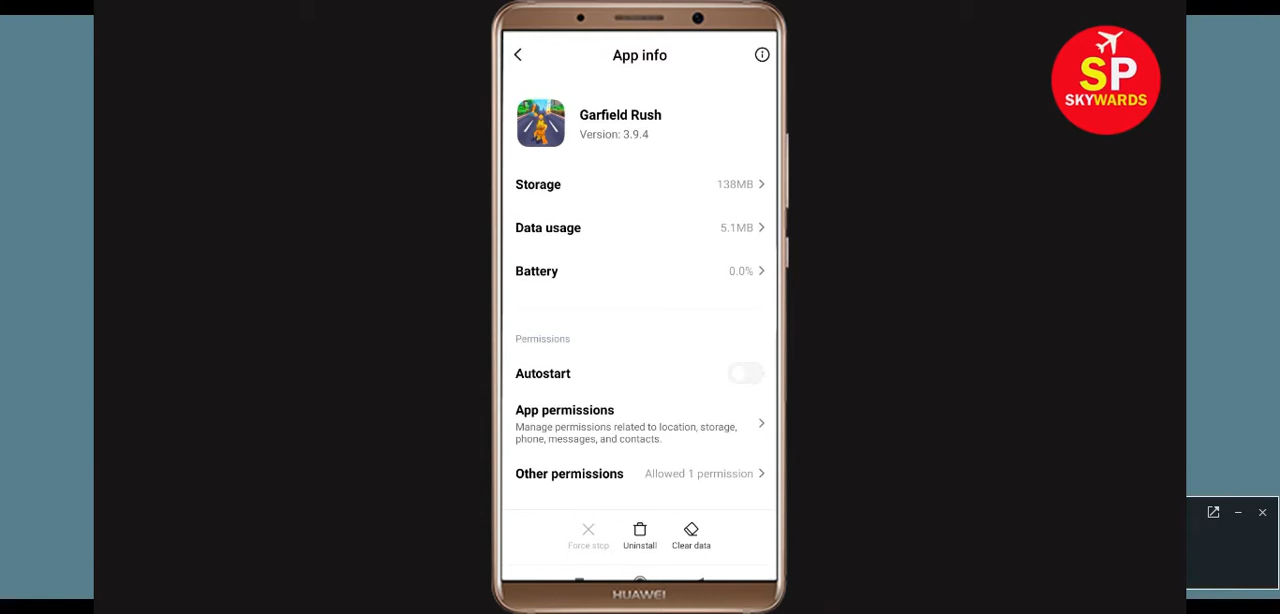 App info
SP
SKYWARDS
Garfield Rush
Version: 3.9.4
Storage 138MB
Data usage 5.1MB
Battery 0.0%
Permissions
Autostart
App permissions
Manage permissions related to location, storage,
phone, messages, and contacts.
Other permissions Allowed 1 permission
Force stop Uninstall Clear data
HUAWEI